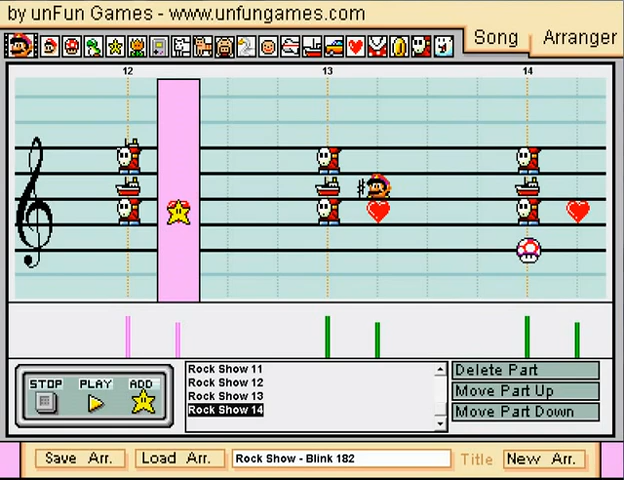 by unFun Games - www.unfungames.com
Song
Arranger
12
13
14
STOP PLAY ADD
Rock Show 11
Rock Show 12
Rock Show 13
Rock Show 14
Delete Part
Move Part Up
Move Part Down
Save Arr.
Load Arr.
Rock Show - Blink 182
Title
New Arr.